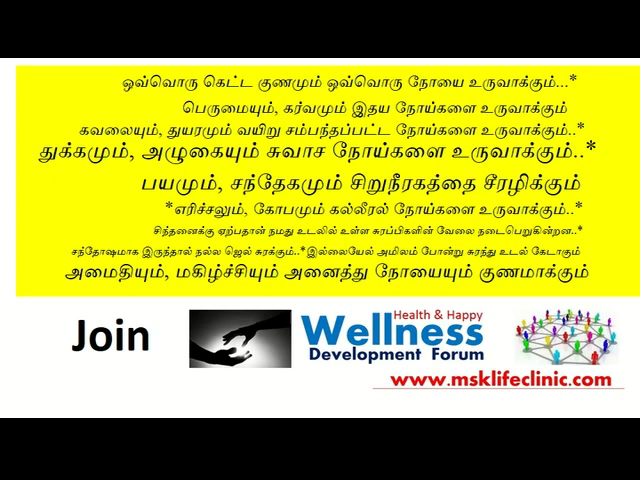 ஒவ்வொரு கெட்ட குணமும் ஒவ்வொரு நோயை உருவாக்கும்...*
பெருமையும், கர்வமும் இதய நோய்களை உருவாக்கும்
கவலையும், துயரமும் வயிறு சம்பந்தப்பட்ட நோய்களை உருவாக்கும்..*
துக்கமும், அழுகையும் சுவாச நோய்களை உருவாக்கும்..*
பயமும், சந்தேகமும் சிறுநீரகத்தை சீரழிக்கும்
*எரிச்சலும், கோபமும் கல்லீரல் நோய்களை உருவாக்கும்..*
சிந்தனைக்கு ஏற்பதான் நமது உடலில் உள்ள சுரப்பிகளின் வேலை நடைபெறுகின்றன..*
சந்தோஷமாக இருந்தால் நல்ல ஜெல் சுரக்கும்..*இல்லையேல் அமிலம் போன்று சுரந்து உடல் கேடாகும்
அமைதியும், மகிழ்ச்சியும் அனைத்து நோயையும் குணமாக்கும்
Join
Health & Happy
Wellness
Development Forum
www.msklifeclinic.com